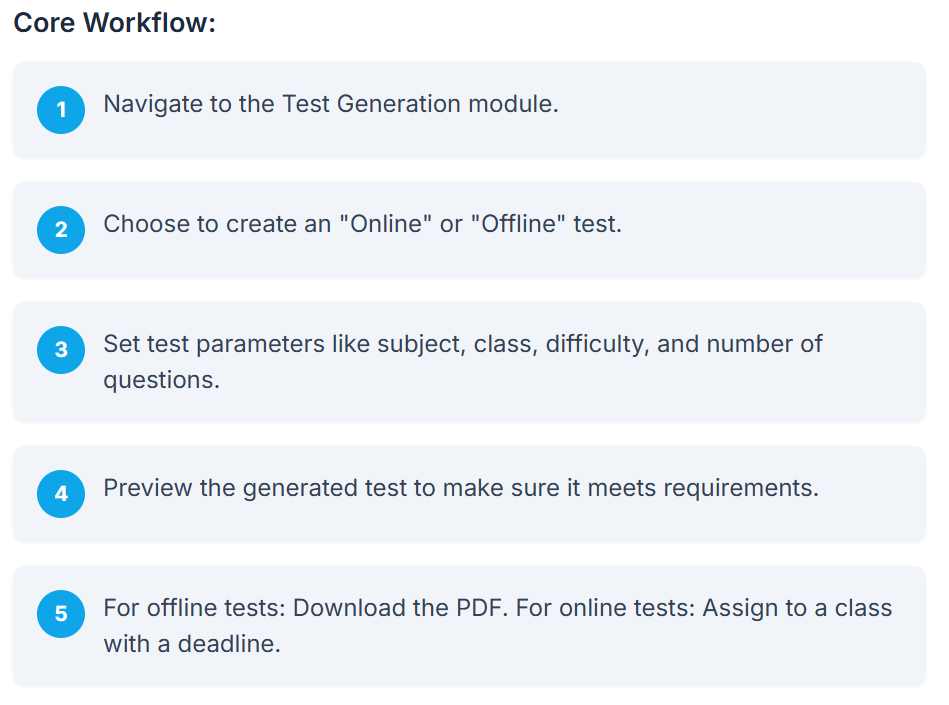 Core Workflow:
1
Navigate to the Test Generation module.
2
Choose to create an "Online" or "Offline" test.
3
Set test parameters like subject, class, difficulty, and number of
questions.
4
Preview the generated test to make sure it meets requirements.
5
For offline tests: Download the PDF. For online tests: Assign to a class
with a deadline.